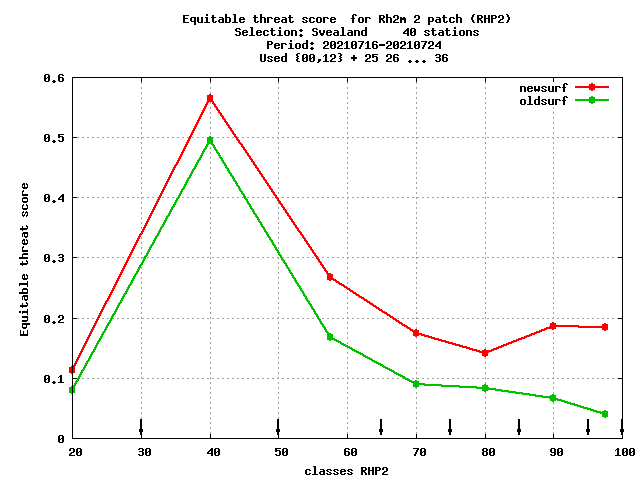 Equitable threat score  for Rh2m 2 patch (RHP2)
Selection: Svealand     40 stations
Period: 20210716-20210724
Used {00,12} + 25 26 ... 36
newsurf
oldsurf
Equitable threat score
0.6
0.5
0.4
0.3
0.2
0.1
0
20 30 40 50 60 70 80 90 100
classes RHP2